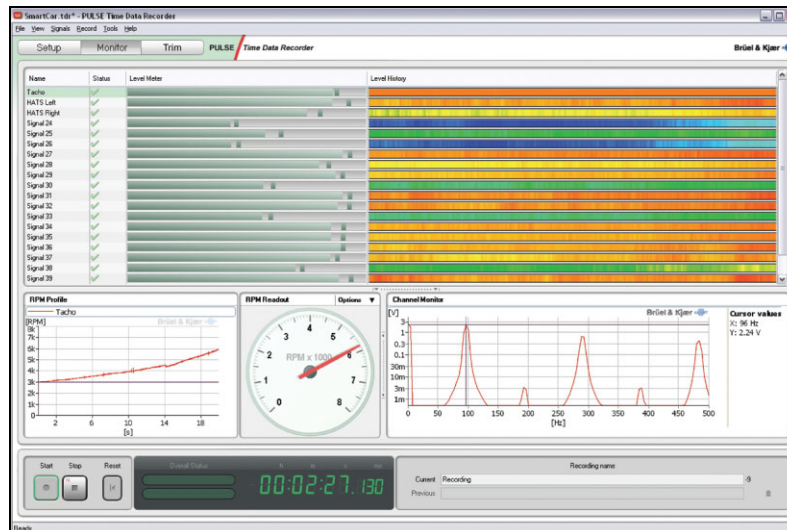 SmartCar.tdr* - PULSE Time Data Recorder
File View Signals Record Tools Help
Setup Monitor Trim PULSE Time Data Recorder Brüel & Kjær
Name Status Level Meter Level History
Tacho
HATS Left
HATS Right
Signal 24
Signal 25
Signal 26
Signal 27
Signal 28
Signal 29
Signal 30
Signal 31
Signal 32
Signal 33
Signal 34
Signal 35
Signal 36
Signal 37
Signal 38
Signal 39
RPM Profile
Tacho
[RPM] Brüel & Kjær
8k
7k
6k
5k
4k
3k
2k
1k
0
2 6 10 14 18
[s]
RPM Readout Options ▼
0 1 2 3 4 5 6 7 8
RPM x 1000
Channel Monitor
[V] Brüel & Kjær
3
1
0.3
0.1
30m
10m
3m
1m
0 50 100 150 200 250 300 350 400 450 500
[Hz]
Cursor values
X: 96 Hz
Y: 2.24 V
Start Stop Reset
Overall Status
00:02:27.130
Recording name
Current Recording -9
Previous
Ready